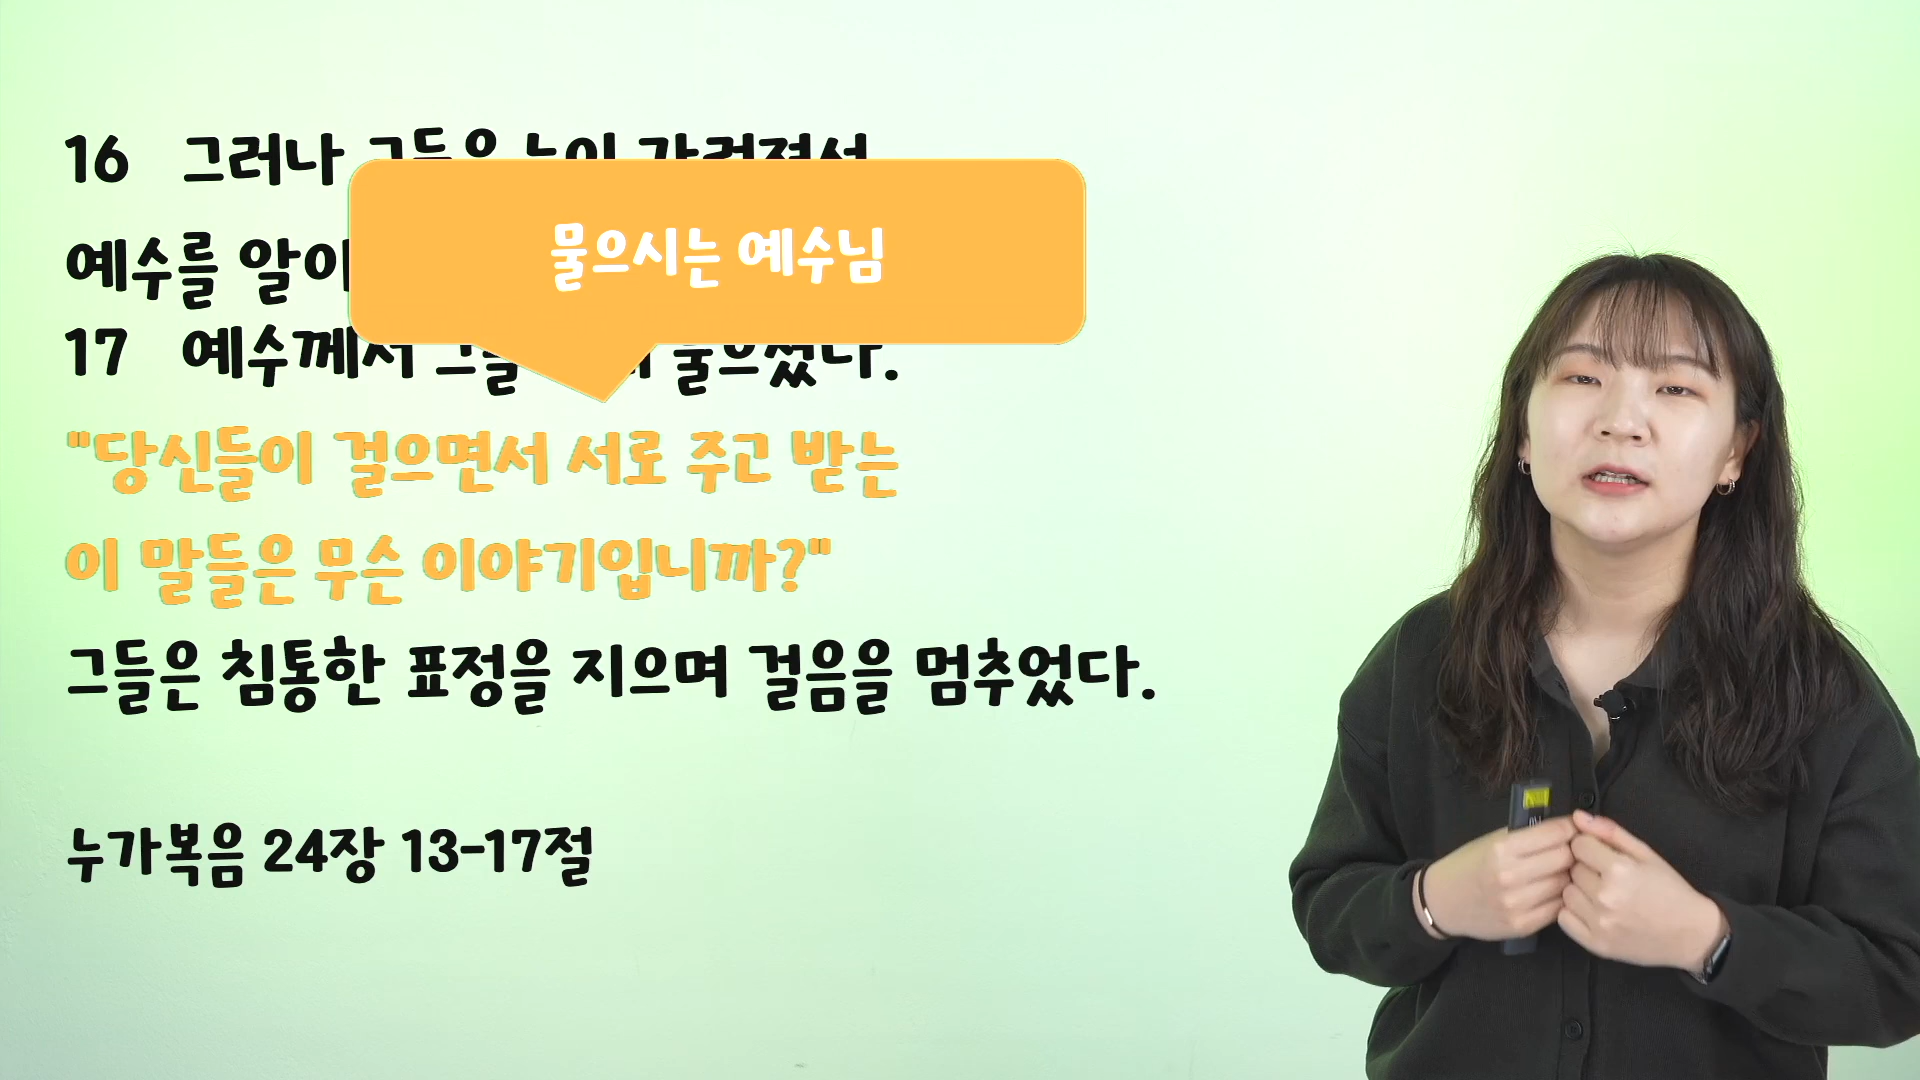 16 그러나
물으시는 예수님
예수를
17 예수께서 물으셨다.
"당신들이 걸으면서 서로 주고 받는
이 말들은 무슨 이야기입니까?"
그들은 침통한 표정을 지으며 걸음을 멈추었다.
누가복음 24장 13-17절